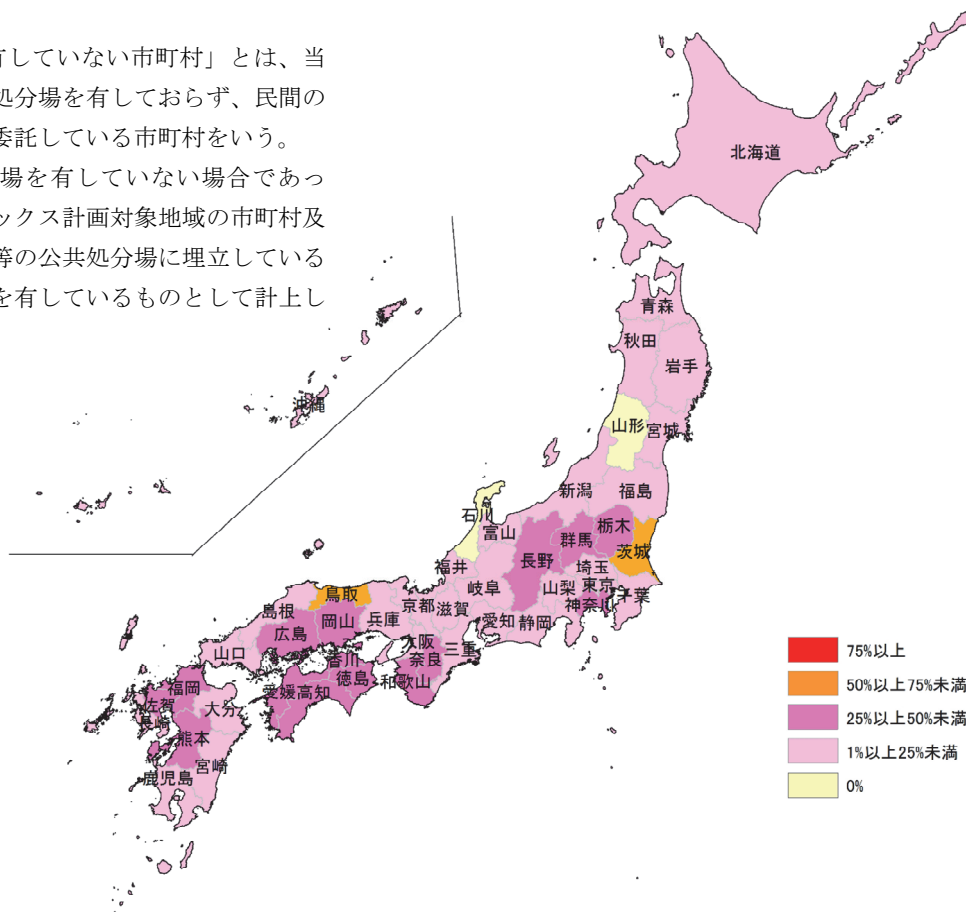 有していない市町村」とは、当
処分場を有しておらず、民間の
委託している市町村をいう。
場を有していない場合であっ
ックス計画対象地域の市町村及
等の公共処分場に埋立している
を有しているものとして計上し
北海道
青森
秋田
岩手
山形
宮城
新潟
福島
石川
富山
栃木
群馬
茨城
長野
福井
埼玉
岐阜
山梨
東京
千葉
神奈川
鳥取
京都
滋賀
愛知
静岡
島根
岡山
兵庫
広島
大阪
三重
山口
香川
奈良
徳島
和歌山
福岡
愛媛
高知
佐賀
大分
長崎
熊本
宮崎
鹿児島
沖縄
75%以上
50%以上75%未満
25%以上50%未満
1%以上25%未満
0%